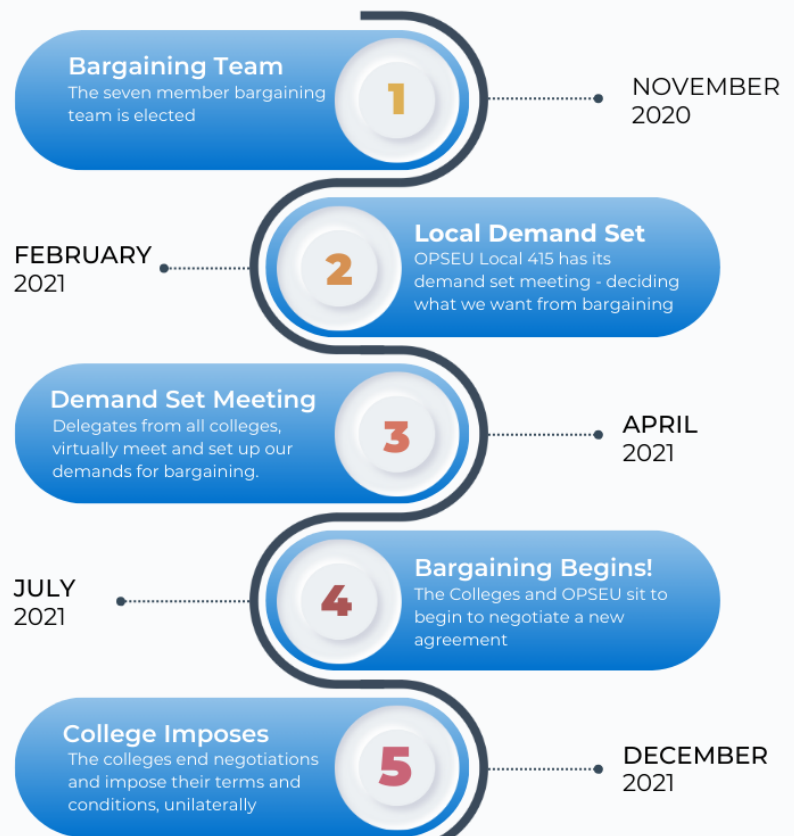 Bargaining Team
The seven member bargaining
team is elected
1
NOVEMBER
2020
FEBRUARY
2021
2
Local Demand Set
OPSEU Local 415 has its
demand set meeting - deciding
what we want from bargaining
Demand Set Meeting
Delegates from all colleges,
virtually meet and set up our
demands for bargaining.
3
APRIL
2021
JULY
2021
4
Bargaining Begins!
The Colleges and OPSEU sit to
begin to negotiate a new
agreement
College Imposes
The colleges end negotiations
and impose their terms and
conditions, unilaterally
5
DECEMBER
2021